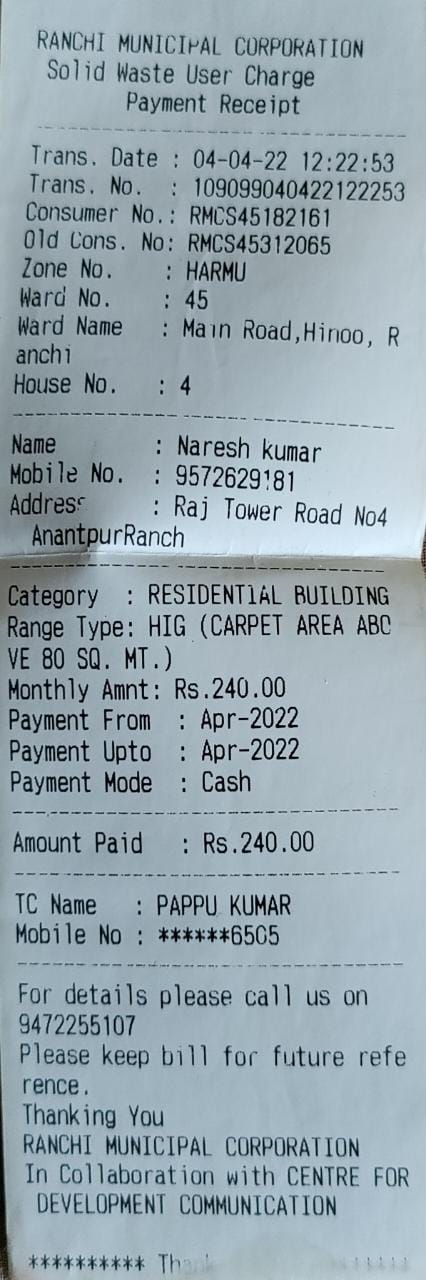 RANCHI MUNICIPAL CORPORATION
Solid Waste User Charge
Payment Receipt
Trans. Date : 04-04-22 12:22:53
Trans. No. : 109099040422122253
Consumer No.: RMCS45182161
Old Cons. No: RMCS45312065
Zone No. : HARMU
Ward No. : 45
Ward Name : Main Road,Hinoo, R
anchi
House No. : 4
Name : Naresh kumar
Mobile No. : 9572629181
Address : Raj Tower Road No4
AnantpurRanch
Category : RESIDENTIAL BUILDING
Range Type: HIG (CARPET AREA ABO
VE 80 SQ. MT.)
Monthly Amnt: Rs.240.00
Payment From : Apr-2022
Payment Upto : Apr-2022
Payment Mode : Cash
Amount Paid : Rs.240.00
TC Name : PAPPU KUMAR
Mobile No : ******6505
For details please call us on
9472255107
Please keep bill for future refe
rence.
Thanking You
RANCHI MUNICIPAL CORPORATION
In Collaboration with CENTRE FOR
DEVELOPMENT COMMUNICATION
**********